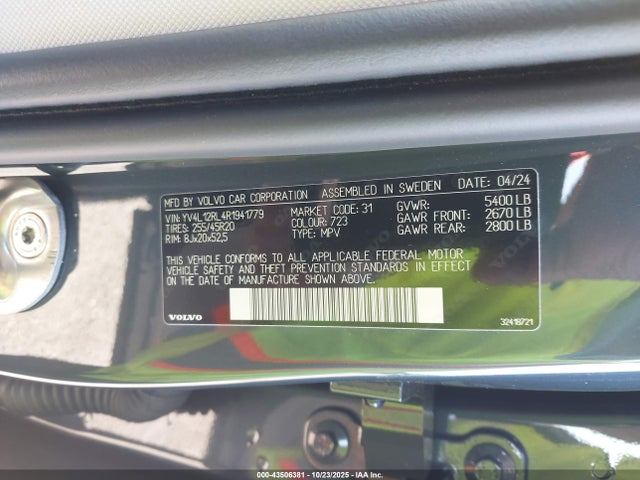 MFD BY VOLVO CAR CORPORATION ASSEMBLED IN SWEDEN DATE: 04/24
VIN: YV4L12RL4R1941779 MARKET CODE: 31 GVWR: 5400 LB
TIRES: 255/45R20 COLOUR: 723 GAWR FRONT: 2670 LB
RIM: 8Jx20x52,5 TYPE: MPV GAWR REAR: 2800 LB
THIS VEHICLE CONFORMS TO ALL APPLICABLE FEDERAL MOTOR
VEHICLE SAFETY AND THEFT PREVENTION STANDARDS IN EFFECT
ON THE DATE OF MANUFACTURE SHOWN ABOVE.
VOLVO 32418721
000-43506381 - 10/23/2025 - IAA, Inc.